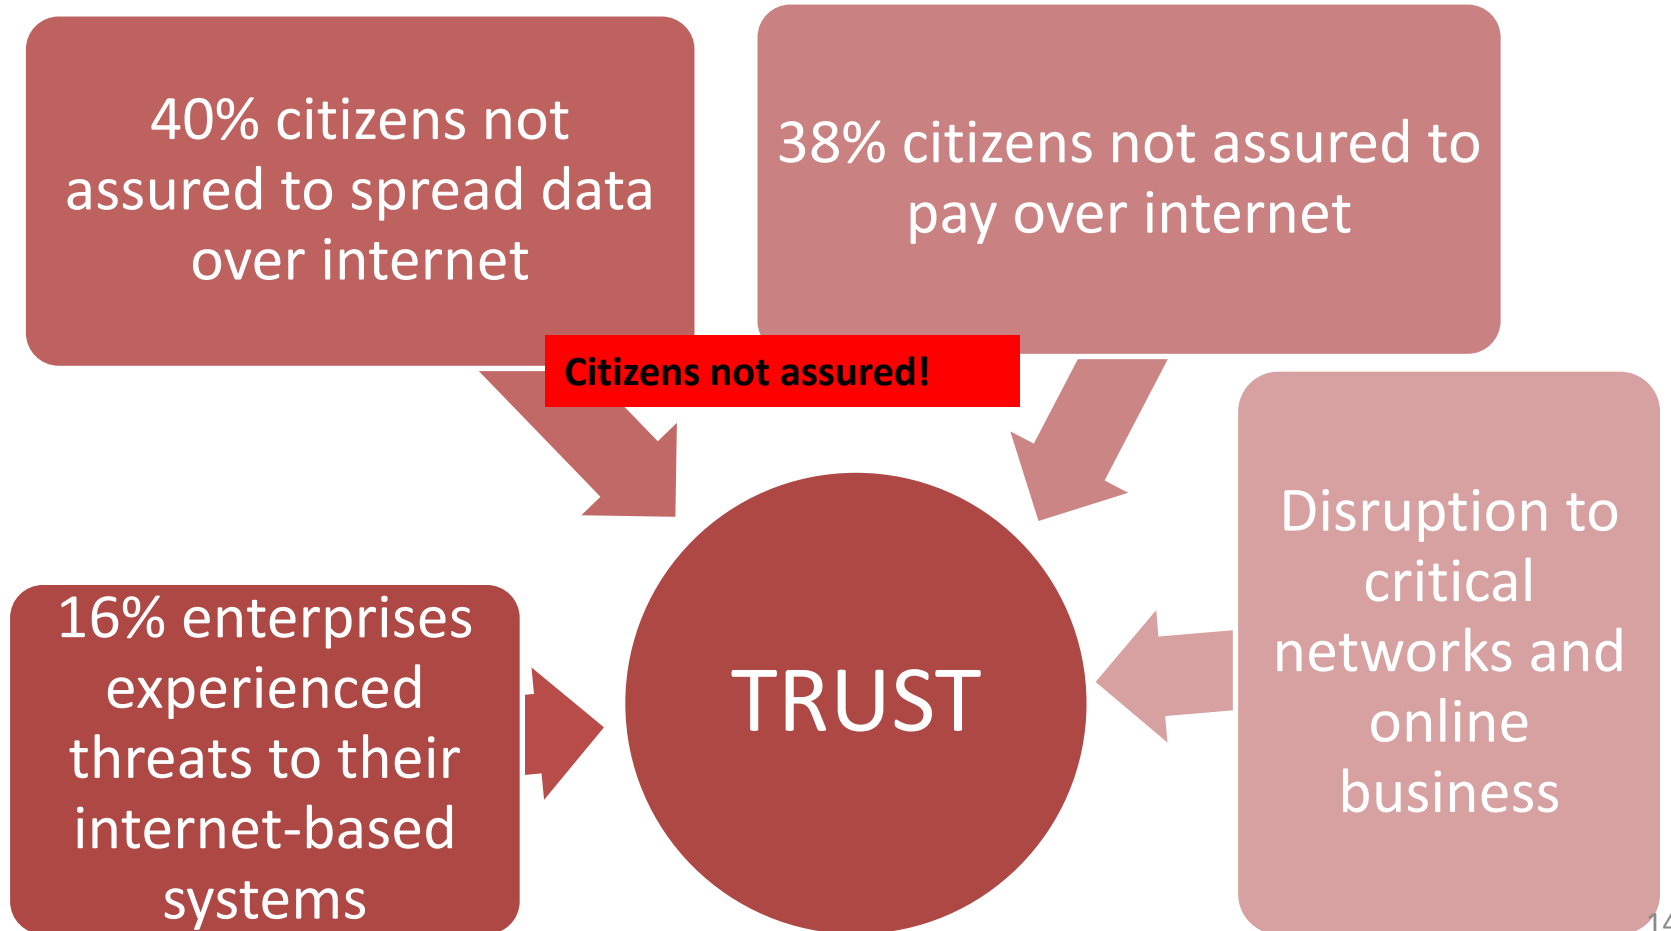 40% citizens not
assured to spread data
over internet
38% citizens not assured to
pay over internet
Citizens not assured!
16% enterprises
experienced
threats to their
internet-based
systems
TRUST
Disruption to
critical
networks and
online
business
14